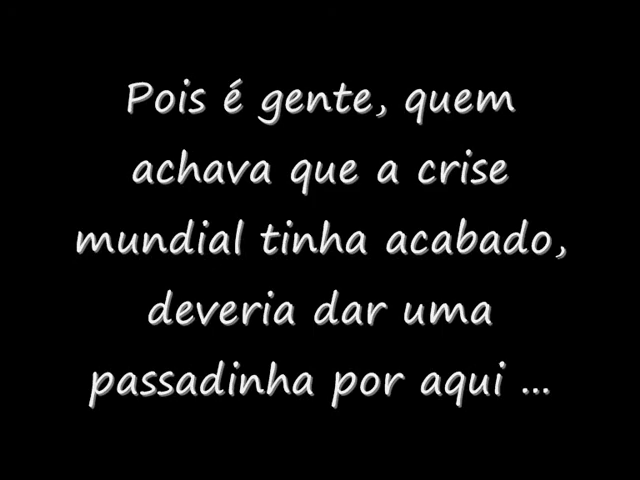 Pois é gente, quem
achava que a crise
mundial tinha acabado,
deveria dar uma
passadinha por aqui ...